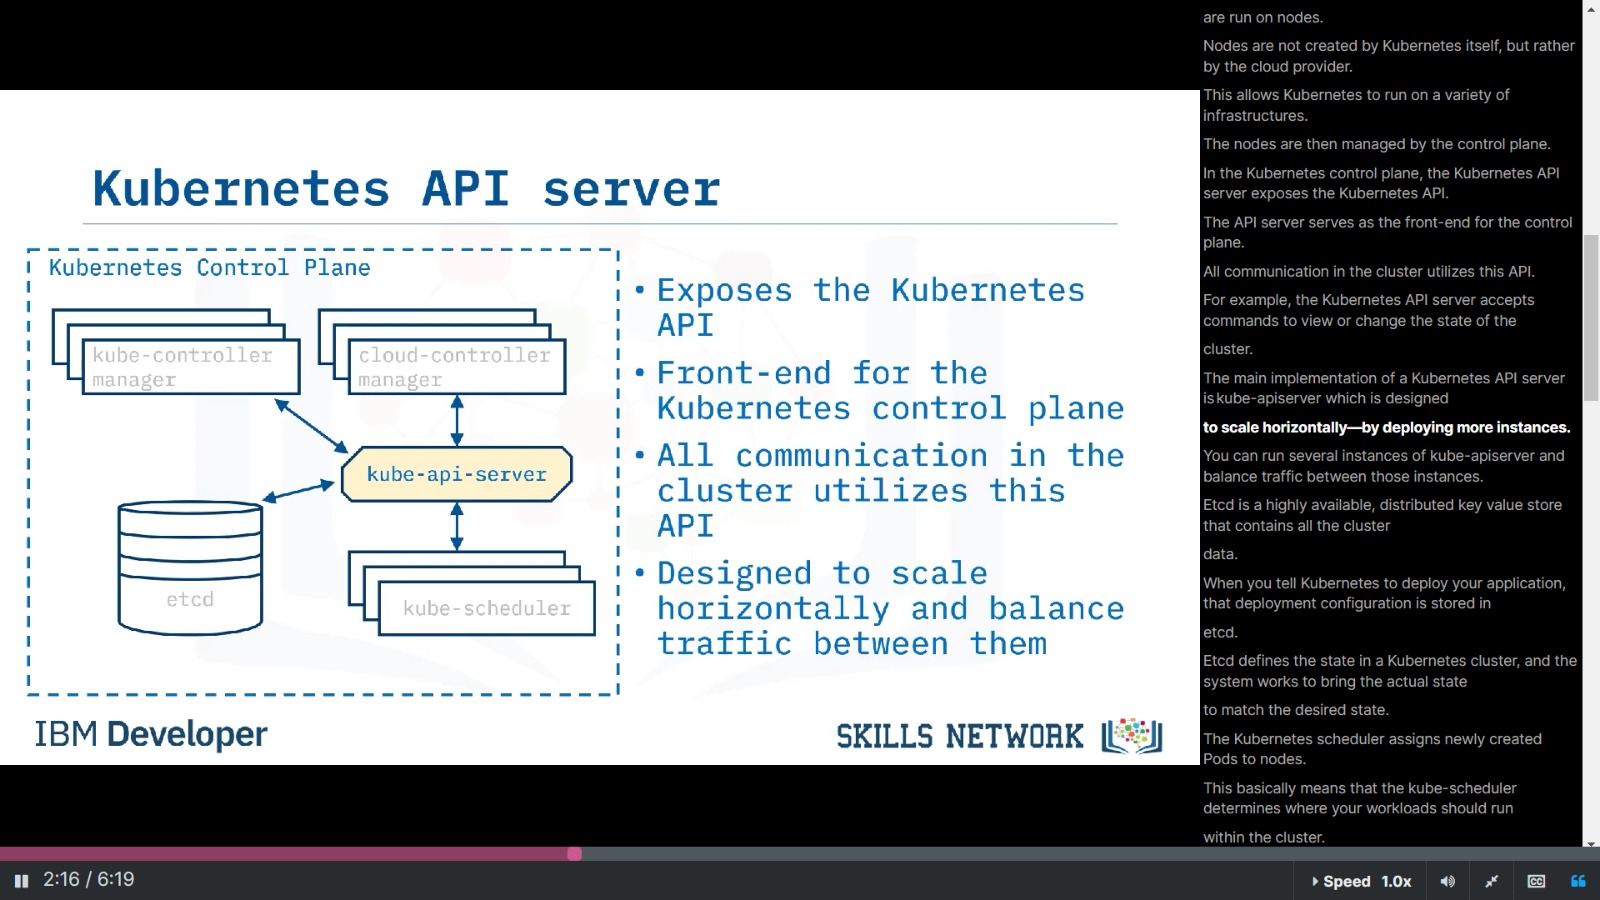 Kubernetes API server
Kubernetes Control Plane
kube-controller
manager
cloud-controller
manager
kube-api-server
etcd
kube-scheduler
• Exposes the Kubernetes
API
• Front-end for the
Kubernetes control plane
• All communication in the
cluster utilizes this
API
• Designed to scale
horizontally and balance
traffic between them
IBM Developer
SKILLS NETWORK
are run on nodes.
Nodes are not created by Kubernetes itself, but rather
by the cloud provider.
This allows Kubernetes to run on a variety of
infrastructures.
The nodes are then managed by the control plane.
In the Kubernetes control plane, the Kubernetes API
server exposes the Kubernetes API.
The API server serves as the front-end for the control
plane.
All communication in the cluster utilizes this API.
For example, the Kubernetes API server accepts
commands to view or change the state of the
cluster.
The main implementation of a Kubernetes API server
is kube-apiserver which is designed
to scale horizontally—by deploying more instances.
You can run several instances of kube-apiserver and
balance traffic between those instances.
Etcd is a highly available, distributed key value store
that contains all the cluster
data.
When you tell Kubernetes to deploy your application,
that deployment configuration is stored in
etcd.
Etcd defines the state in a Kubernetes cluster, and the
system works to bring the actual state
to match the desired state.
The Kubernetes scheduler assigns newly created
Pods to nodes.
This basically means that the kube-scheduler
determines where your workloads should run
within the cluster.
2:16 / 6:19
Speed 1.0x
CC